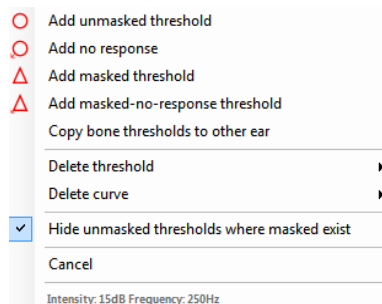 Add unmasked threshold
Add no response
Add masked threshold
Add masked-no-response threshold
Copy bone thresholds to other ear
Delete threshold
Delete curve
Hide unmasked thresholds where masked exist
Cancel
Intensity: 15dB Frequency: 250Hz